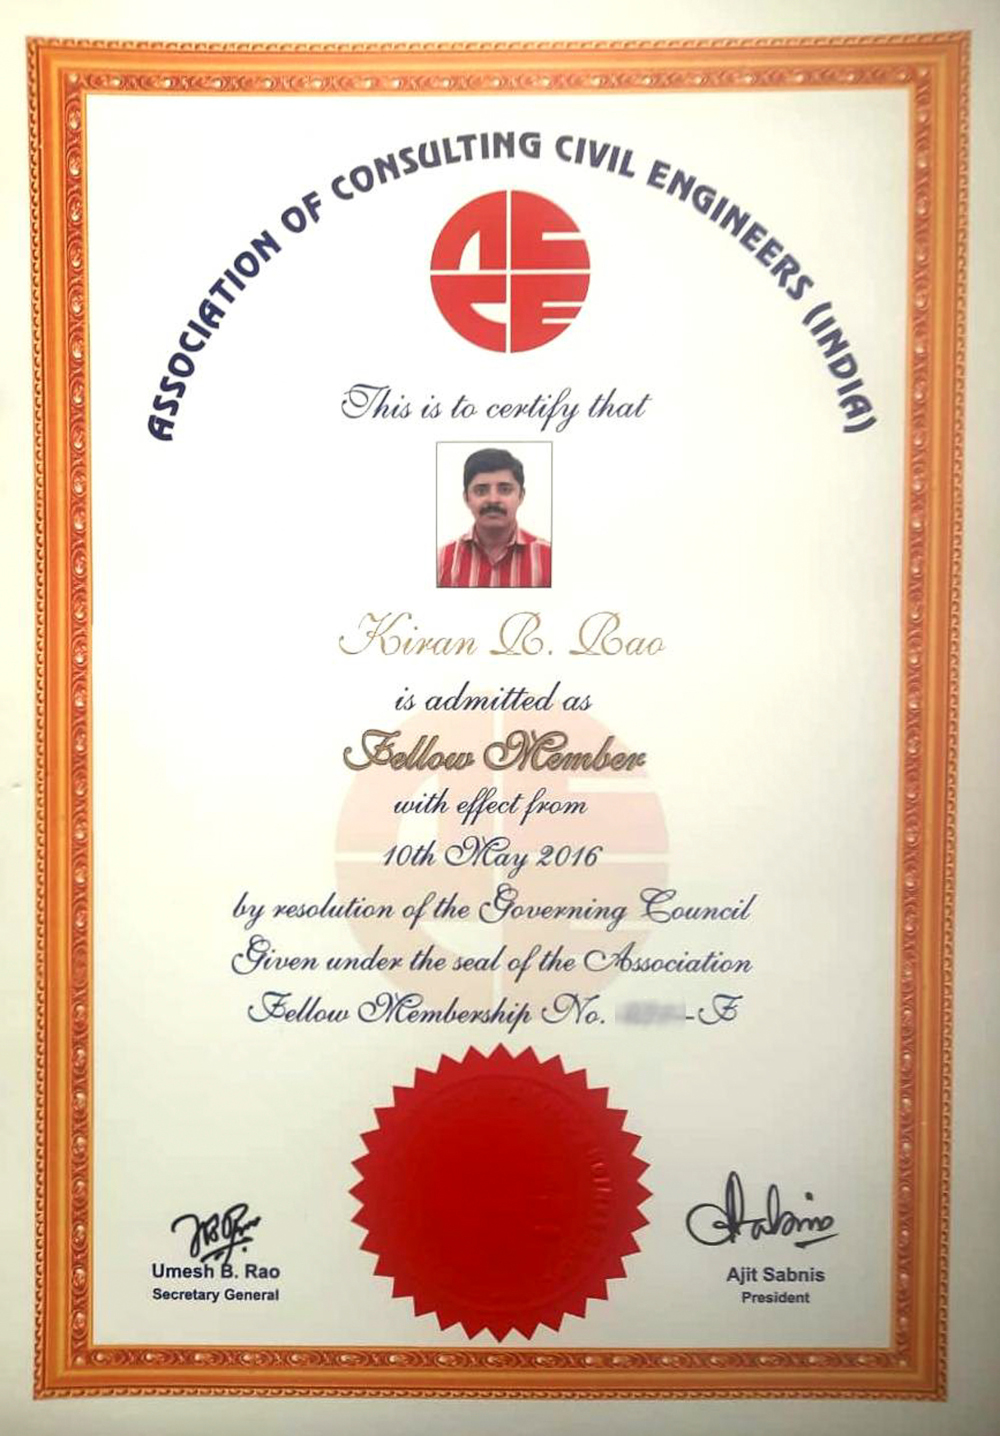 ASSOCIATION OF CONSULTING CIVIL ENGINEERS (INDIA)
ACCE
This is to certify that
Kiran R. Rao
is admitted as
Fellow Member
with effect from
10th May 2016
by resolution of the Governing Council
Given under the seal of the Association
Fellow Membership No. -F
Umesh B. Rao
Secretary General
Ajit Sabnis
President